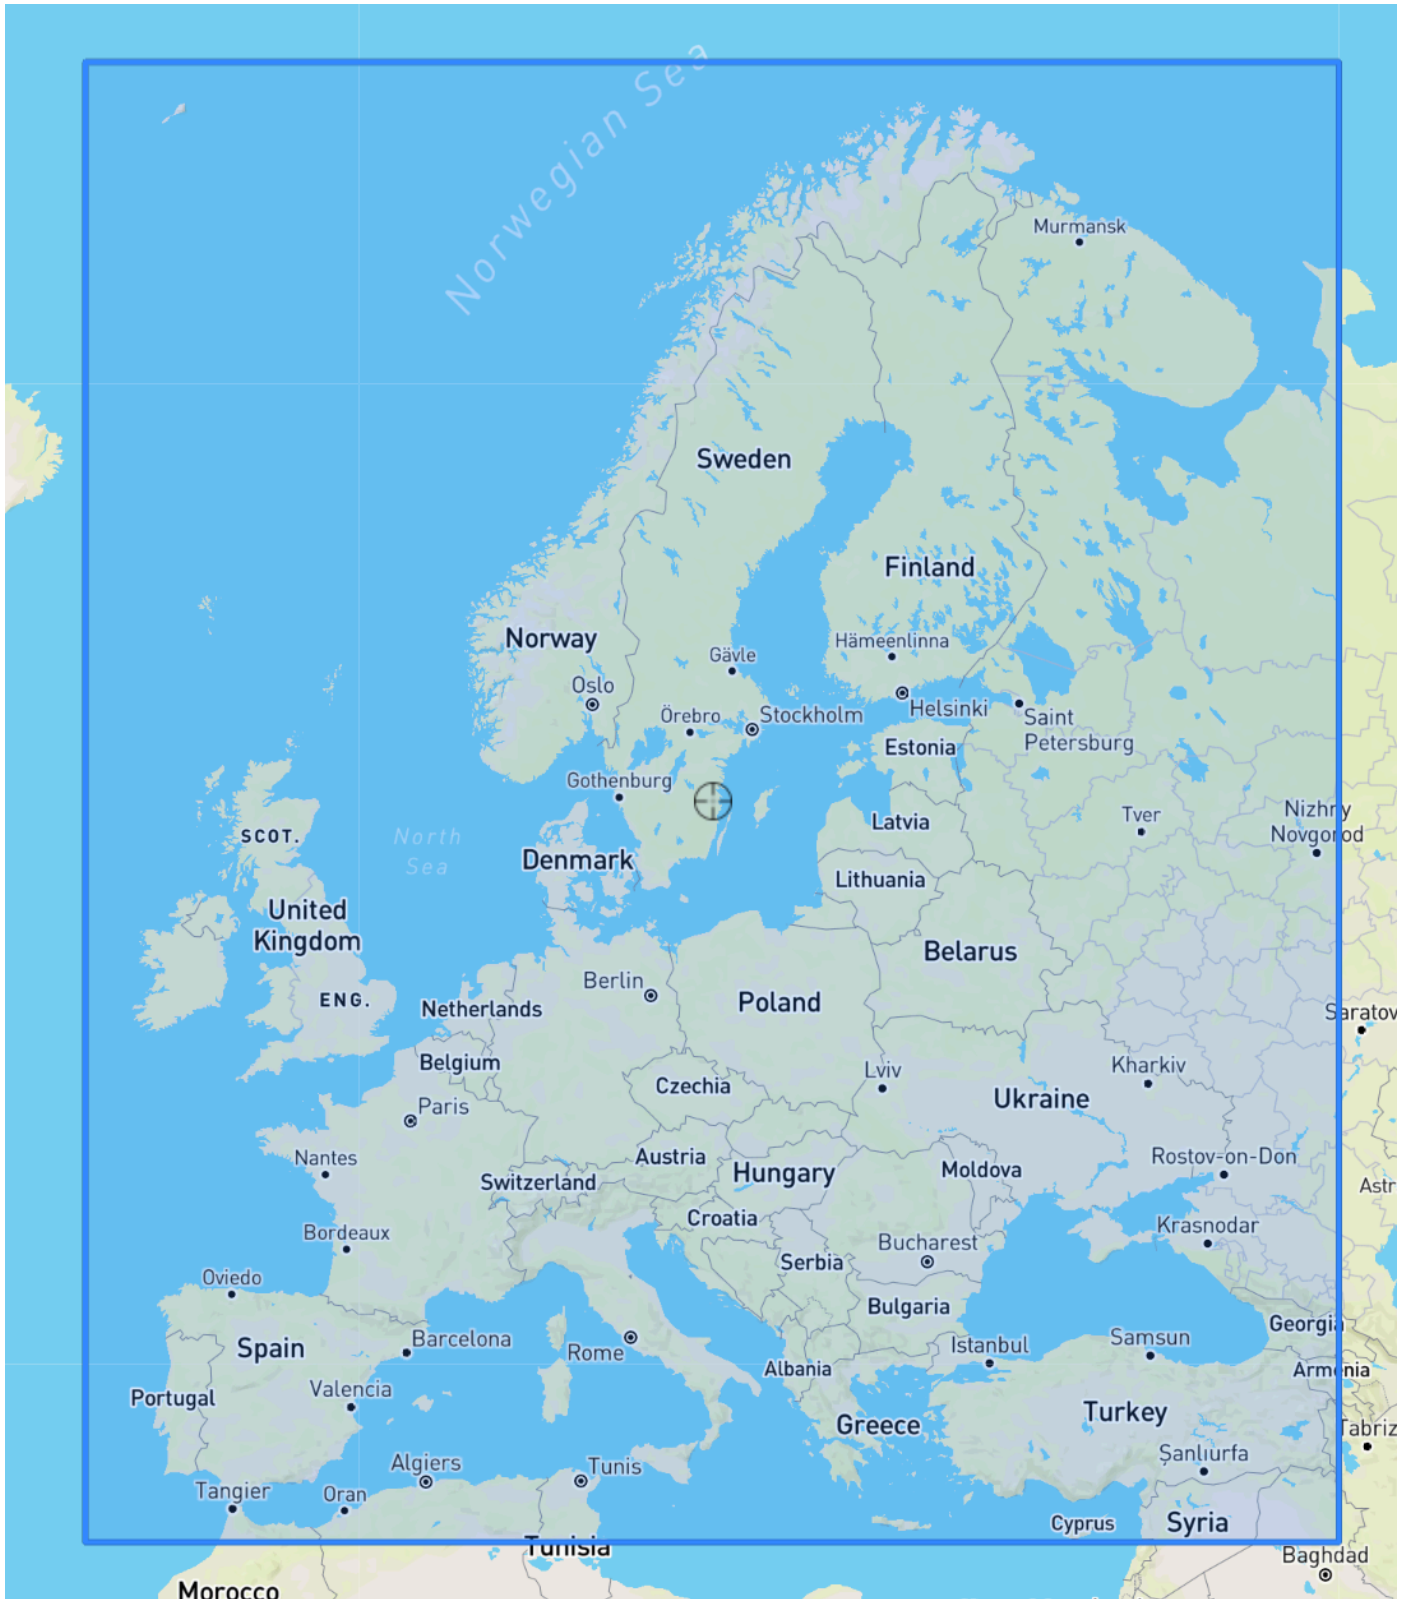 Norwegian Sea
Murmansk
Sweden
Finland
Norway
Hämeenlinna
Gävle
Oslo
Helsinki
Örebro
Stockholm
Saint
Petersburg
Estonia
Gothenburg
Nizhny
Novgorod
Tver
Latvia
SCOT.
North
Sea
Denmark
Lithuania
United
Kingdom
Belarus
Berlin
ENG.
Netherlands
Poland
Saratov
Belgium
Lviv
Kharkiv
Czechia
Ukraine
Paris
Nantes
Austria
Rostov-on-Don
Switzerland
Hungary
Moldova
Astr
Croatia
Krasnodar
Bordeaux
Bucharest
Serbia
Oviedo
Bulgaria
Georgia
Barcelona
Samsun
Spain
Rome
Istanbul
Albania
Armenia
Portugal
Valencia
Turkey
Greece
Tabriz
Şanlıurfa
Algiers
Tunis
Tangier
Oran
Cyprus
Syria
Tunisia
Baghdad
Morocco